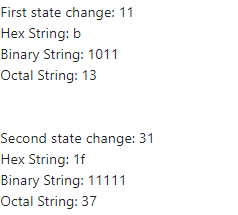 First state change: 11
Hex String: b
Binary String: 1011
Octal String: 13
Second state change: 31
Hex String: 1f
Binary String: 11111
Octal String: 37